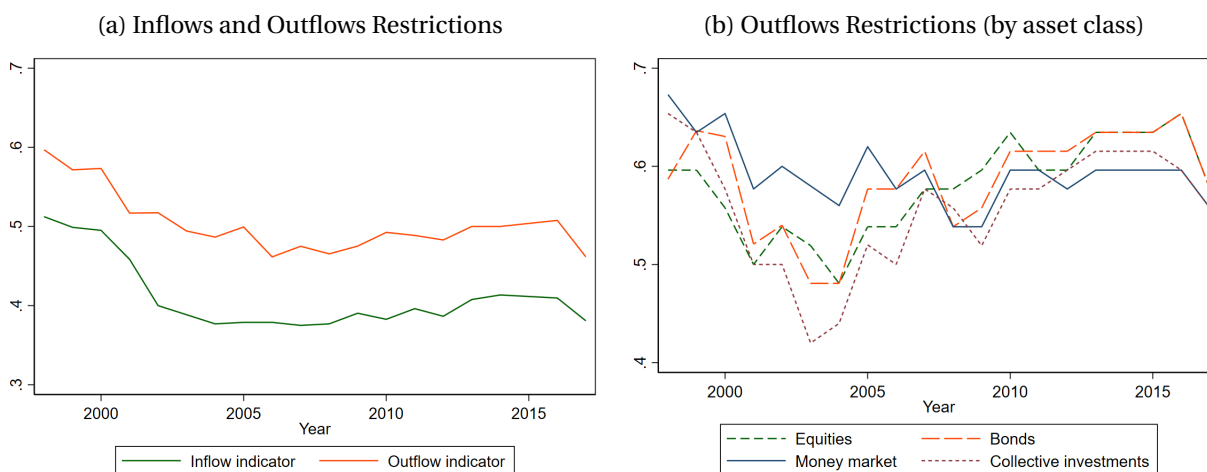 (a) Inflows and Outflows Restrictions
.7
.6
.5
.4
.3
2000 2005 2010 2015
Year
Inflow indicator Outflow indicator
(b) Outflows Restrictions (by asset class)
.7
.6
.5
.4
2000 2005 2010 2015
Year
Equities Bonds
Money market Collective investments